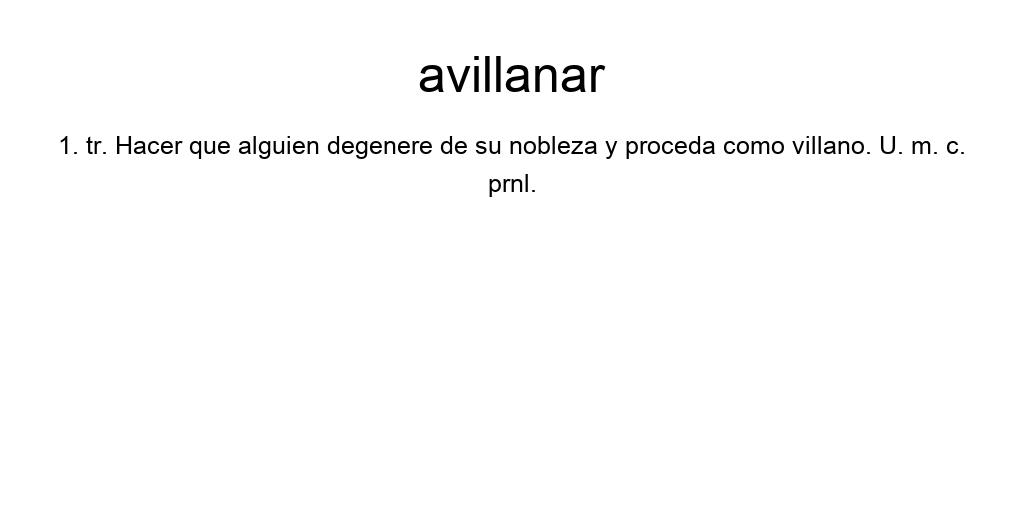 avillanar
1. tr. Hacer que alguien degenere de su nobleza y proceda como villano. U. m. c.
prnl.